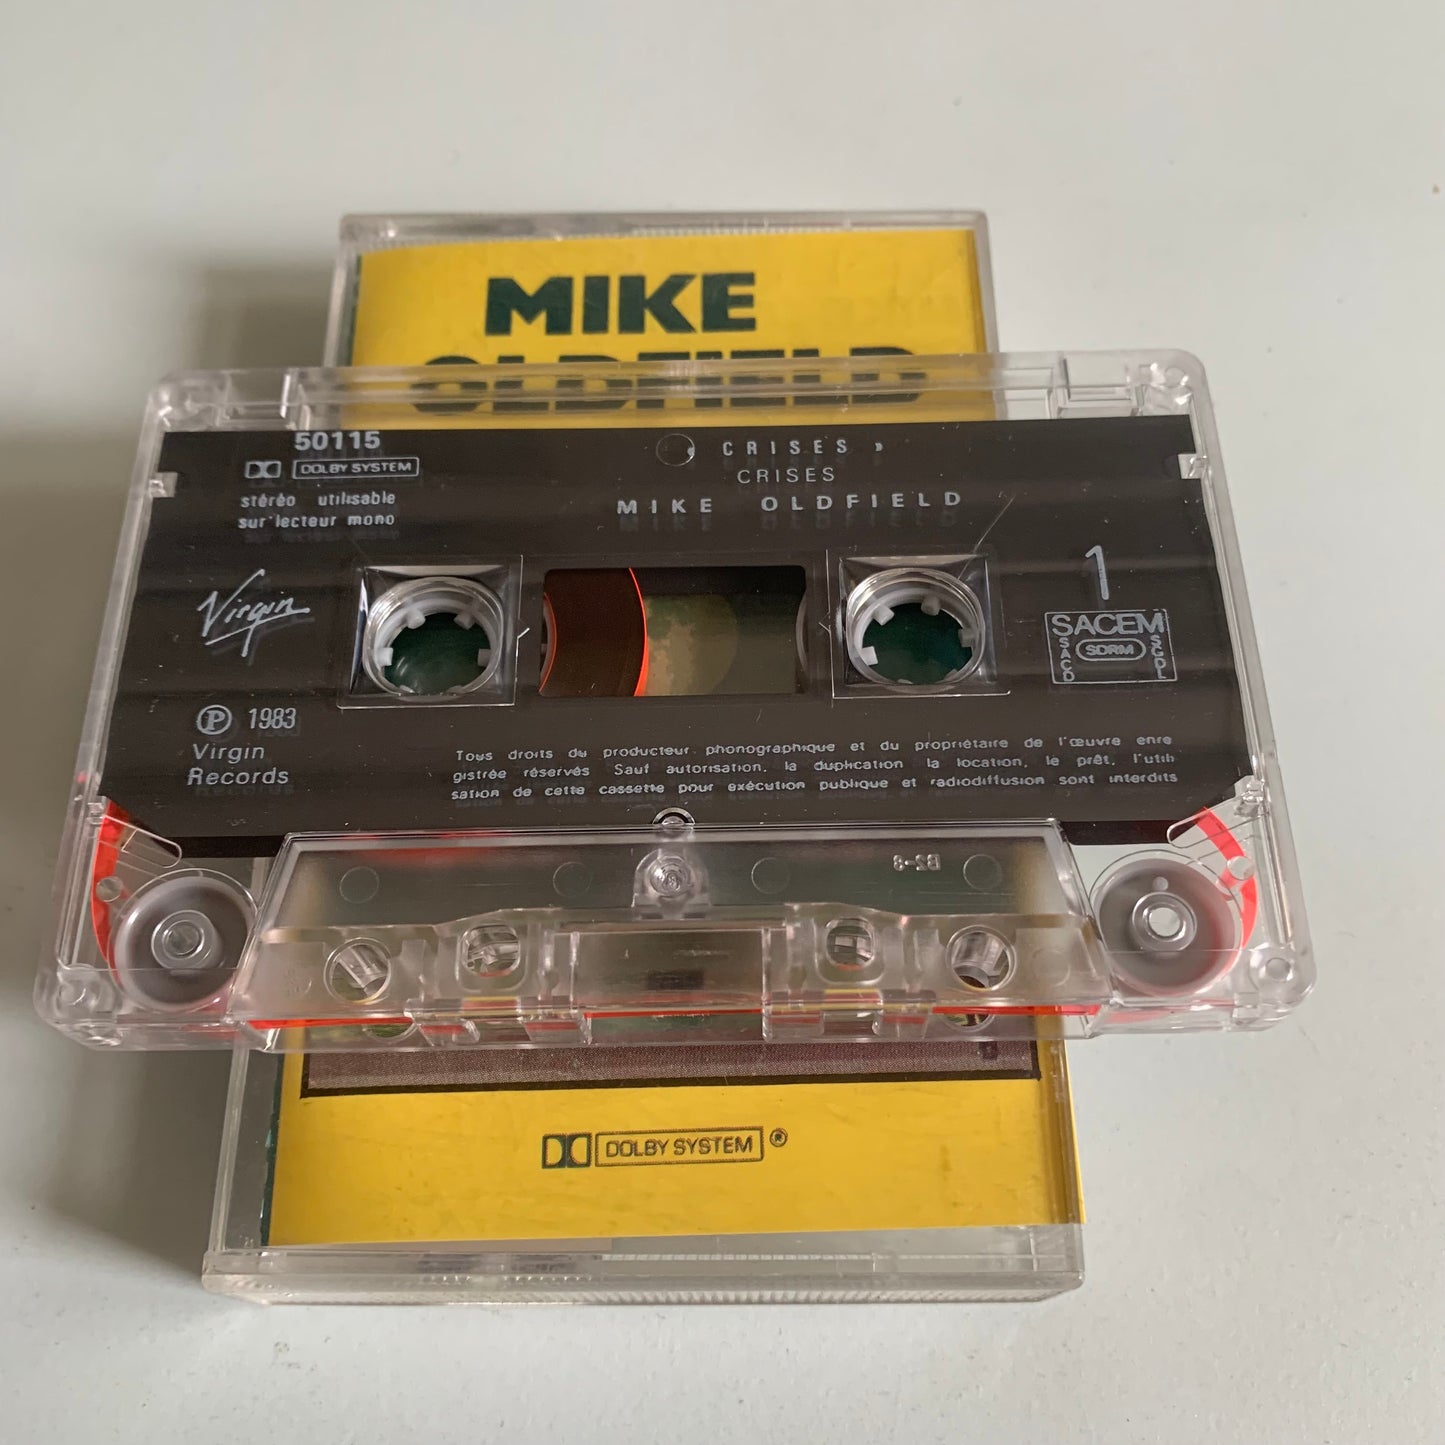 MIKE
OLDFIELD
50115
DOLBY SYSTEM
stéréo utilisable
sur lecteur mono
CRISES »
CRISES
MIKE OLDFIELD
Virgin
1
SACEM
SACD SDRM SGDL
Ⓟ 1983
Virgin
Records
Tous droits du producteur phonographique et du propriétaire de l'œuvre enre
gistrée réservés Sauf autorisation, la duplication la location, le prêt, l'utili
sation de cette cassette pour exécution publique et radiodiffusion sont interdits
DOLBY SYSTEM ®